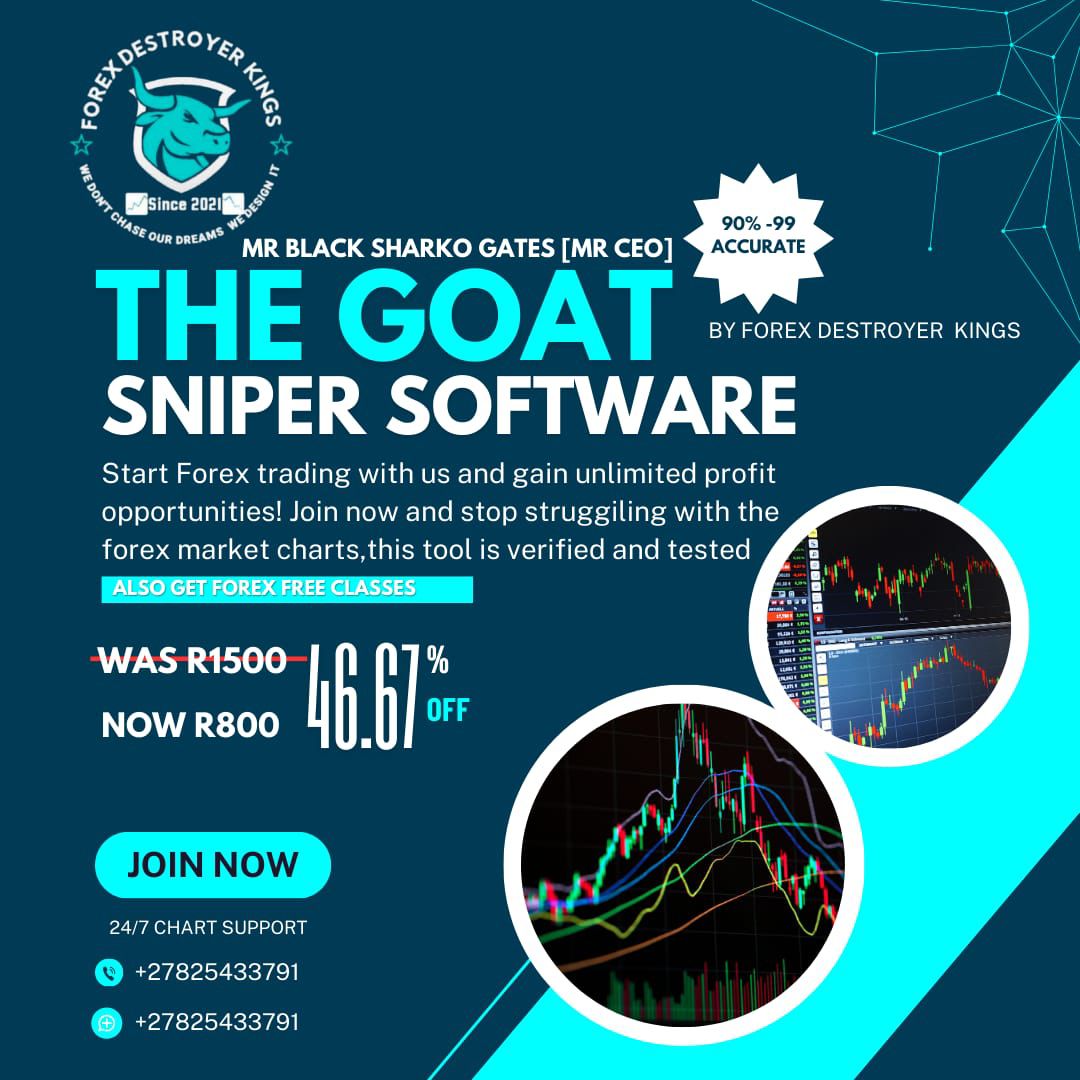 FOREX DESTROYER KINGS
Since 2021
WE DON'T CHASE OUR DREAMS WE DESIGN IT
MR BLACK SHARKO GATES [MR CEO]
90% -99
ACCURATE
THE GOAT
BY FOREX DESTROYER KINGS
SNIPER SOFTWARE
Start Forex trading with us and gain unlimited profit
opportunities! Join now and stop struggiling with the
forex market charts,this tool is verified and tested
ALSO GET FOREX FREE CLASSES
WAS R1500
46.67%
OFF
NOW R800
JOIN NOW
24/7 CHART SUPPORT
+27825433791
+27825433791